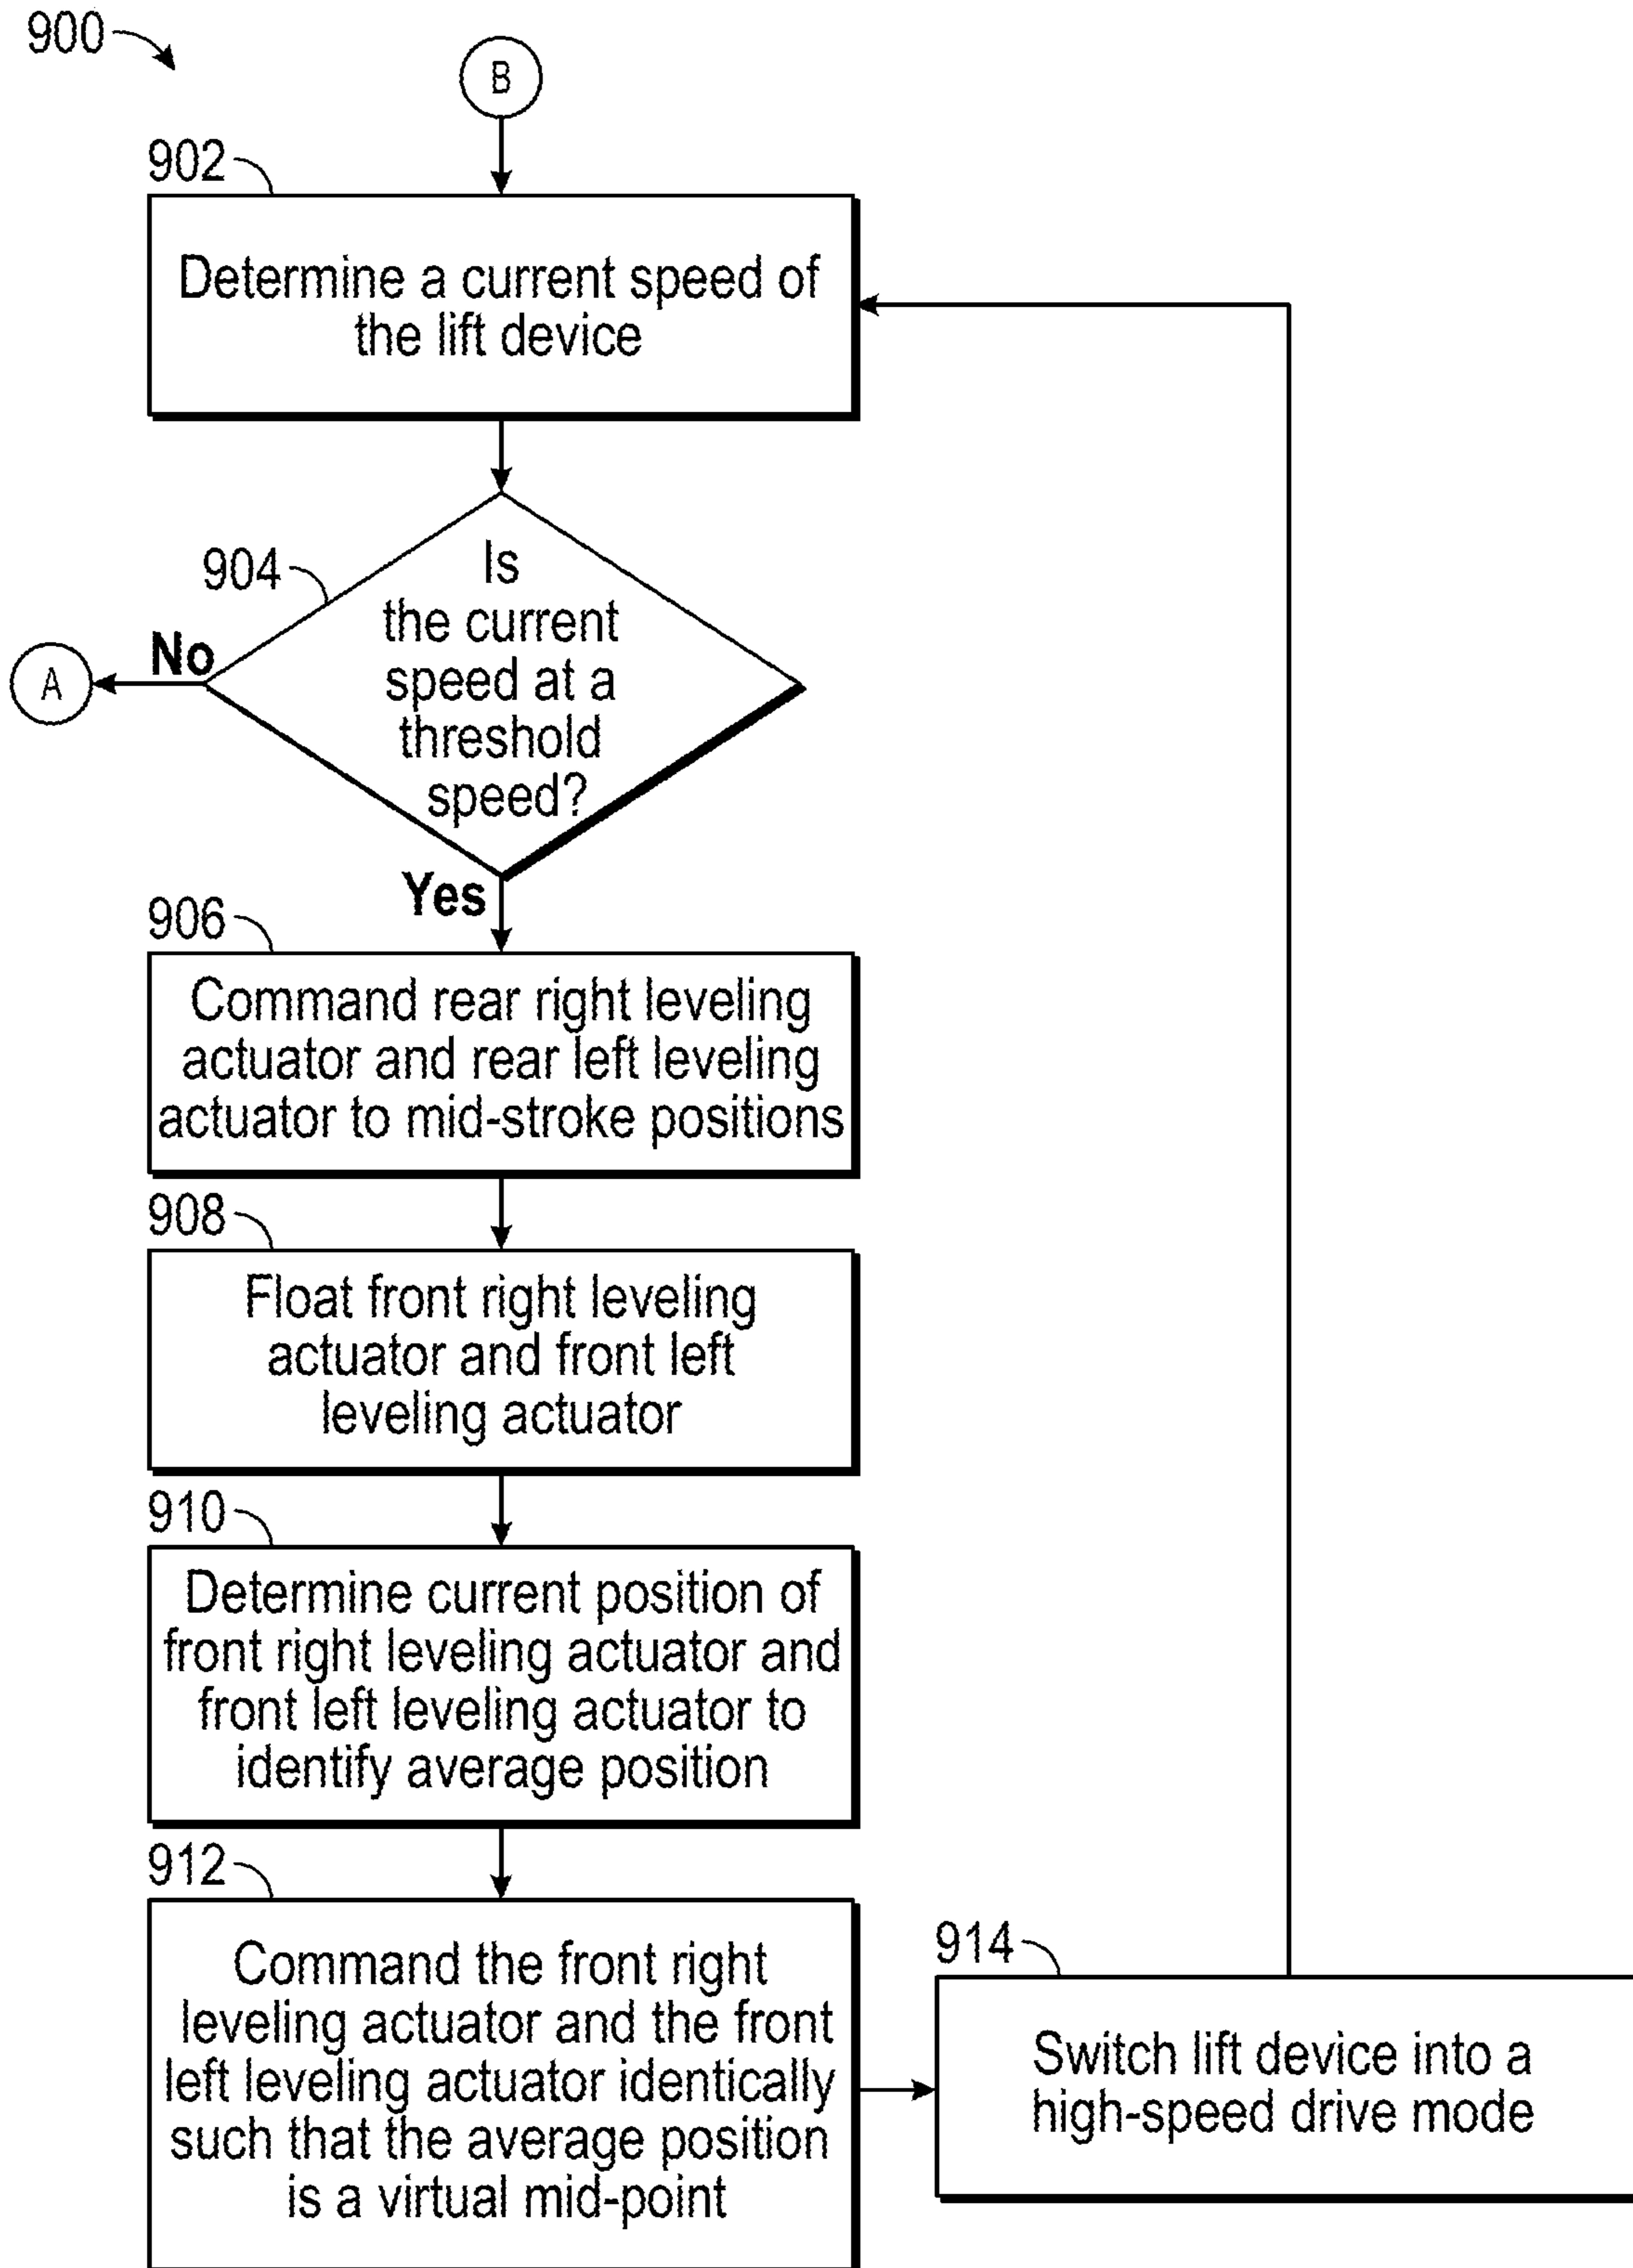 900
B
902
Determine a current speed of
the lift device
904
Is
the current
speed at a
threshold
speed?
No
A
Yes
906
Command rear right leveling
actuator and rear left leveling
actuator to mid-stroke positions
908
Float front right leveling
actuator and front left
leveling actuator
910
Determine current position of
front right leveling actuator and
front left leveling actuator to
identify average position
912
Command the front right
leveling actuator and the front
left leveling actuator identically
such that the average position
is a virtual mid-point
914
Switch lift device into a
high-speed drive mode